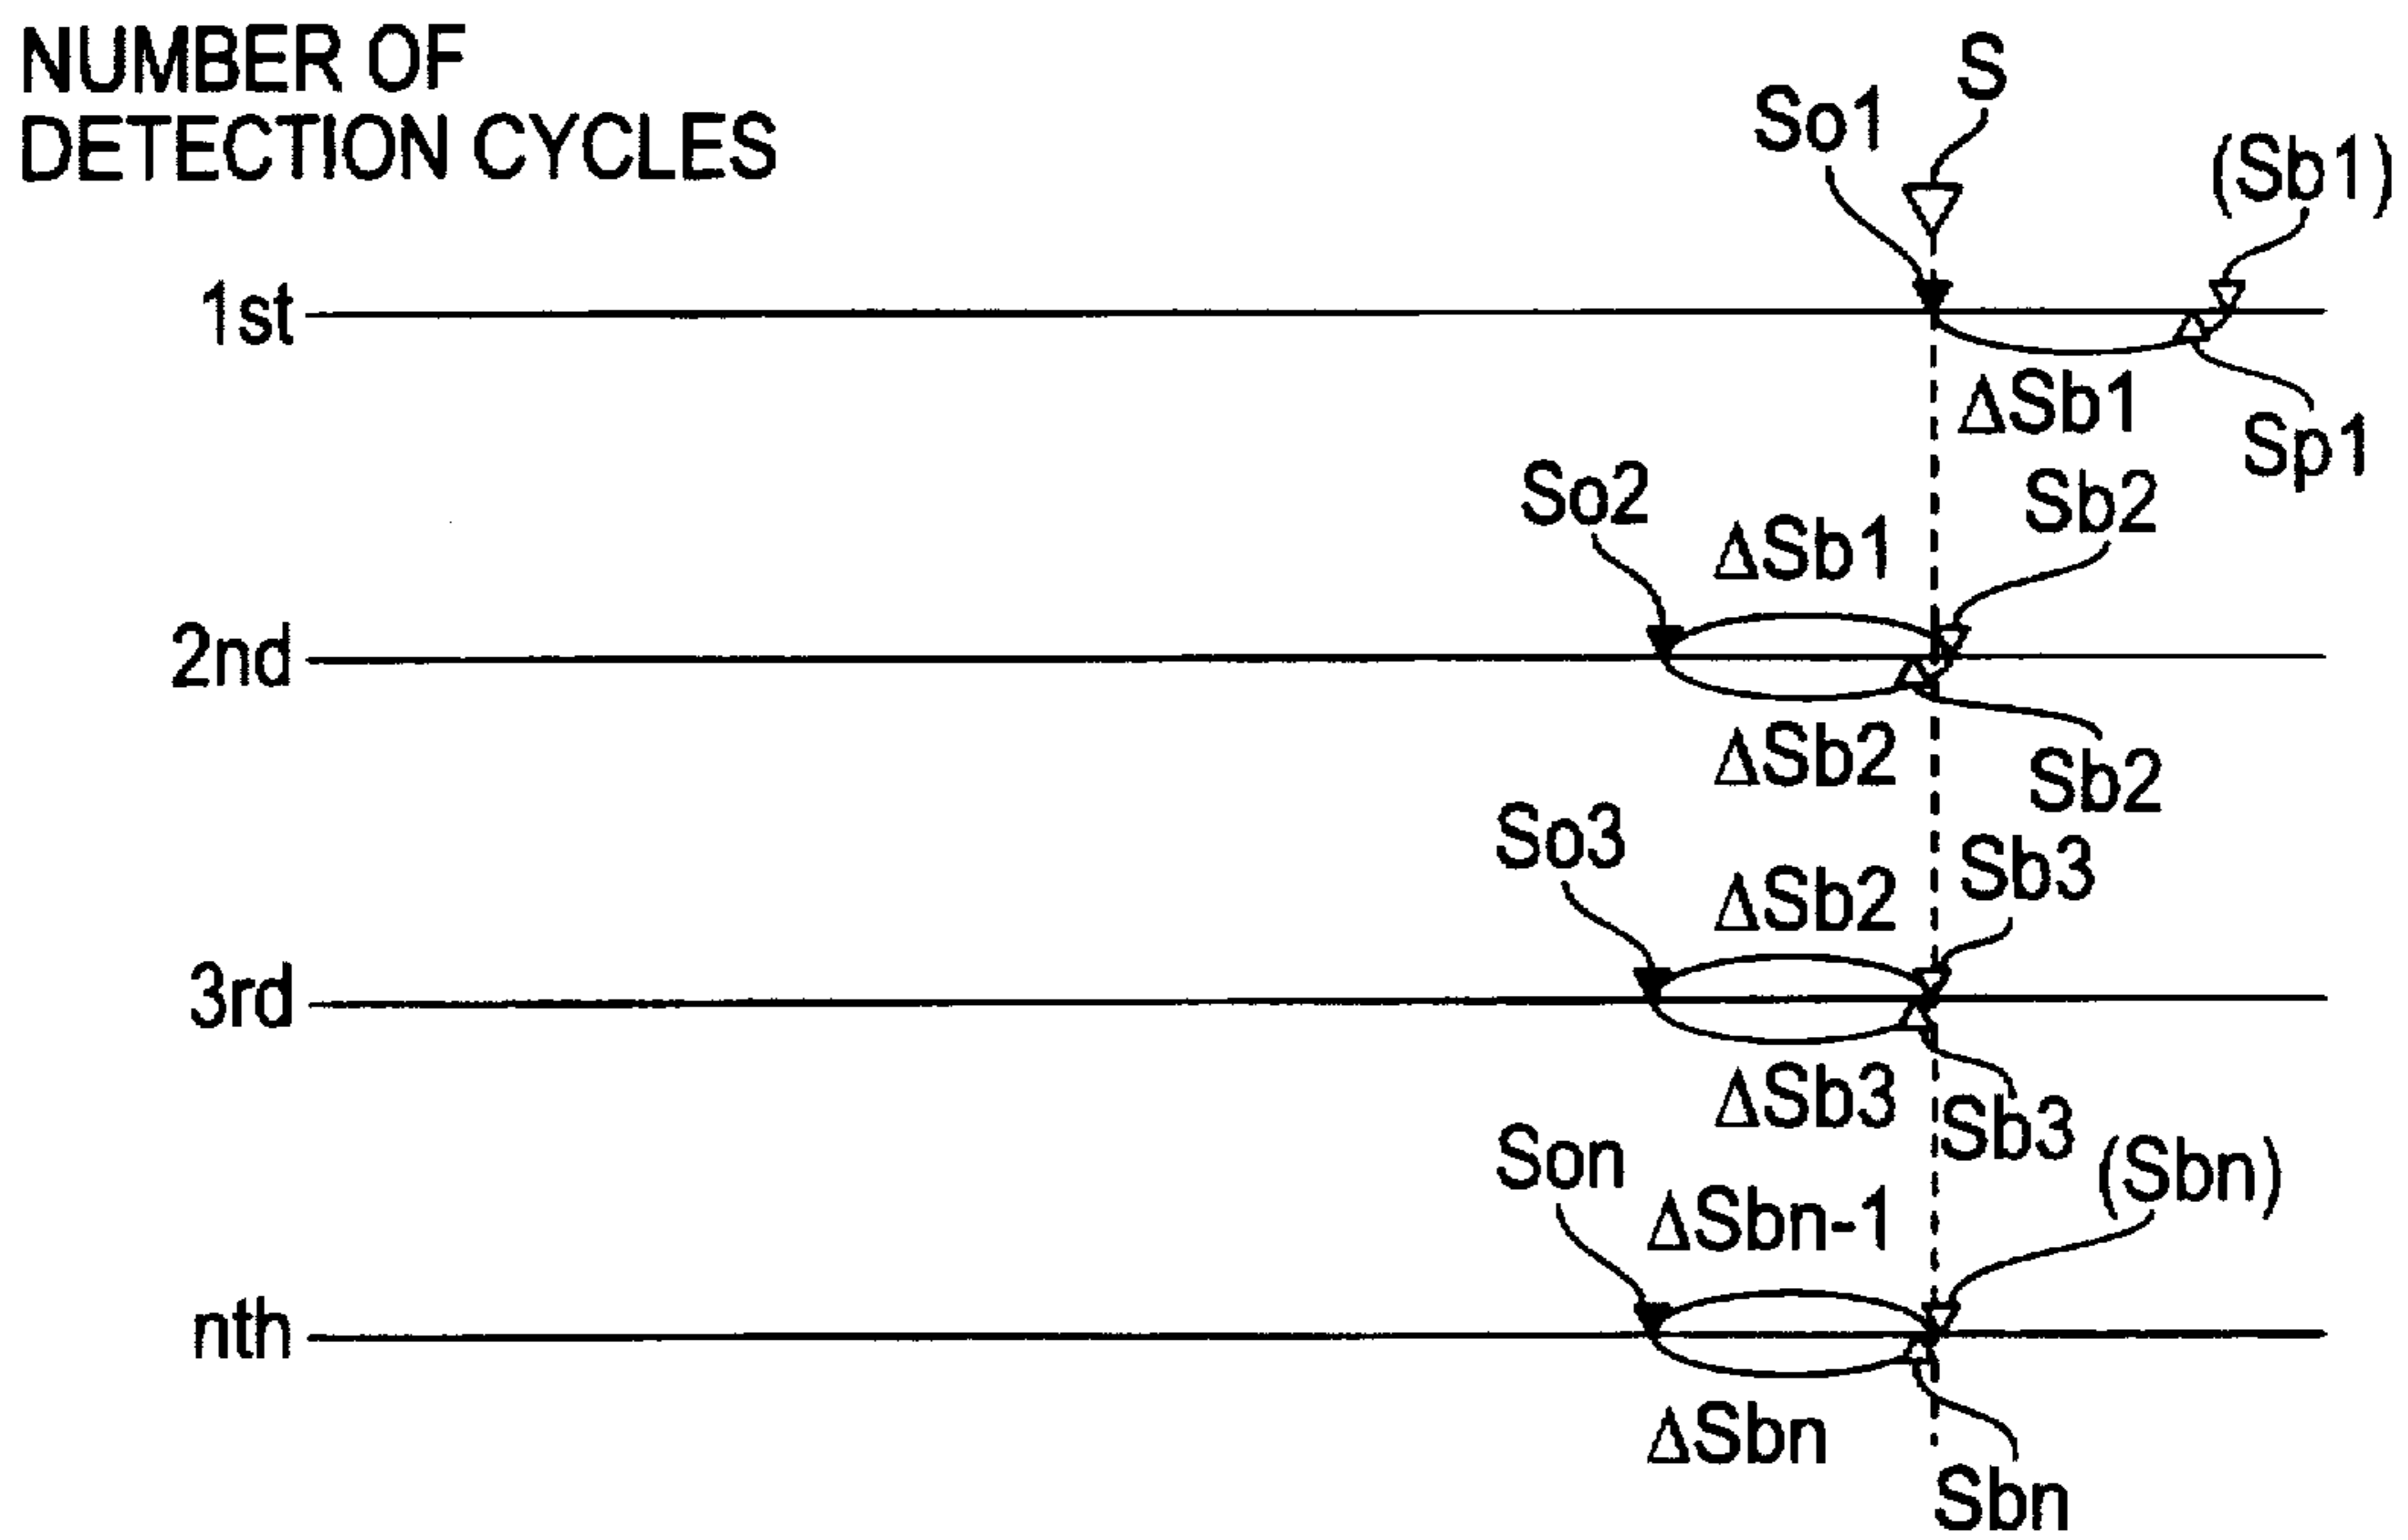 NUMBER OF
DETECTION CYCLES
S
So1
(Sb1)
1st
ΔSb1
Sp1
So2
ΔSb1
Sb2
2nd
ΔSb2
Sb2
So3
ΔSb2
Sb3
3rd
ΔSb3
Sb3
Son
ΔSbn-1
(Sbn)
nth
ΔSbn
Sbn